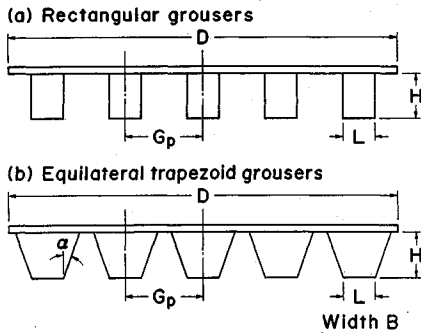 (a) Rectangular grousers
D
H
Gp
L
(b) Equilateral trapezoid grousers
D
α
H
Gp
L
Width B